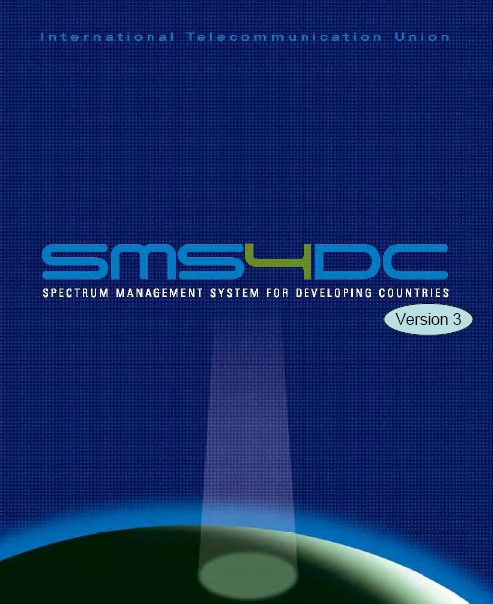 International Telecommunication Union
SMS4DC
SPECTRUM MANAGEMENT SYSTEM FOR DEVELOPING COUNTRIES
Version 3